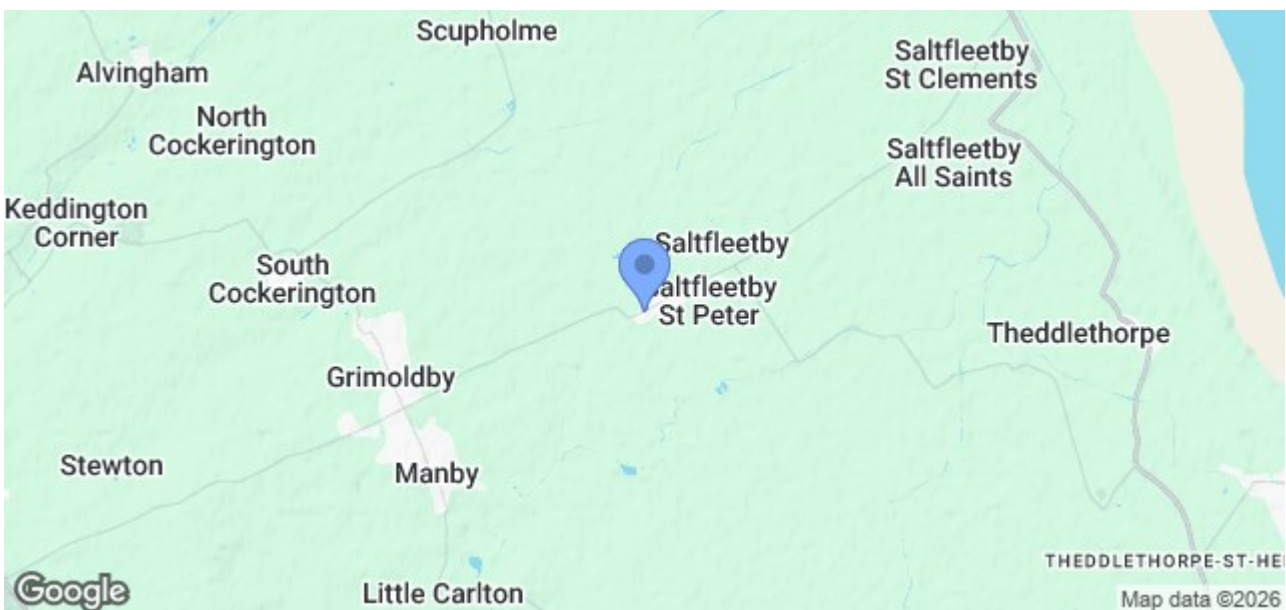 Scupholme
Saltfleetby
St Clements
Alvingham
North
Cockerington
Saltfleetby
All Saints
Keddington
Corner
Saltfleetby
South
Cockerington
Saltfleetby
St Peter
Theddlethorpe
Grimoldby
Stewton
Manby
THEDDLETHORPE-ST-HE
Little Carlton
Google
Map data ©2026